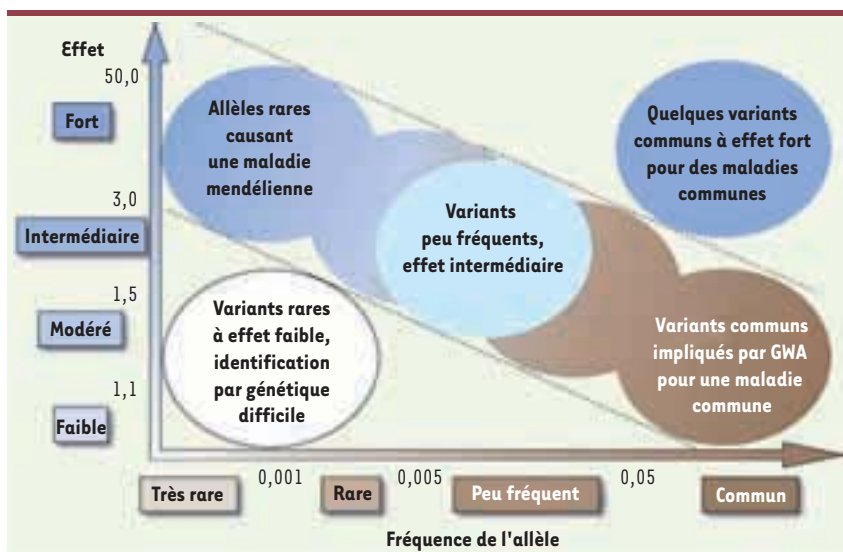 Effet
50,0
Fort
3,0
Intermédiaire
1,5
Modéré
1,1
Faible
Allèles rares
causant
une maladie
mendélienne
Quelques variants
communs à effet fort
pour des maladies
communes
Variants
peu fréquents,
effet intermédiaire
Variants rares
à effet faible,
identification
par génétique
difficile
Variants communs
impliqués par GWA
pour une maladie
commune
Très rare
0,001
Rare
0,005
Peu fréquent
0,05
Commun
Fréquence de l'allèle